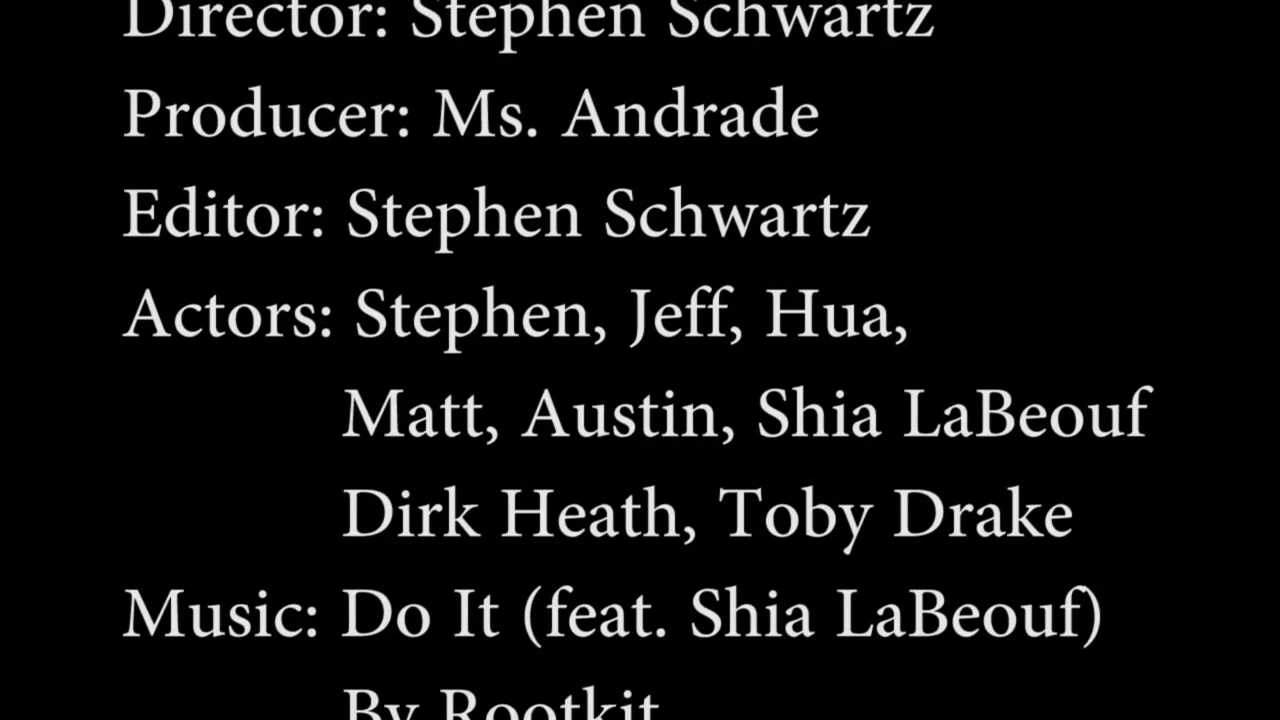 Director: Stephen Schwartz
Producer: Ms. Andrade
Editor: Stephen Schwartz
Actors: Stephen, Jeff, Hua,
Matt, Austin, Shia LaBeouf
Dirk Heath, Toby Drake
Music: Do It (feat. Shia LaBeouf)
By Rootkit